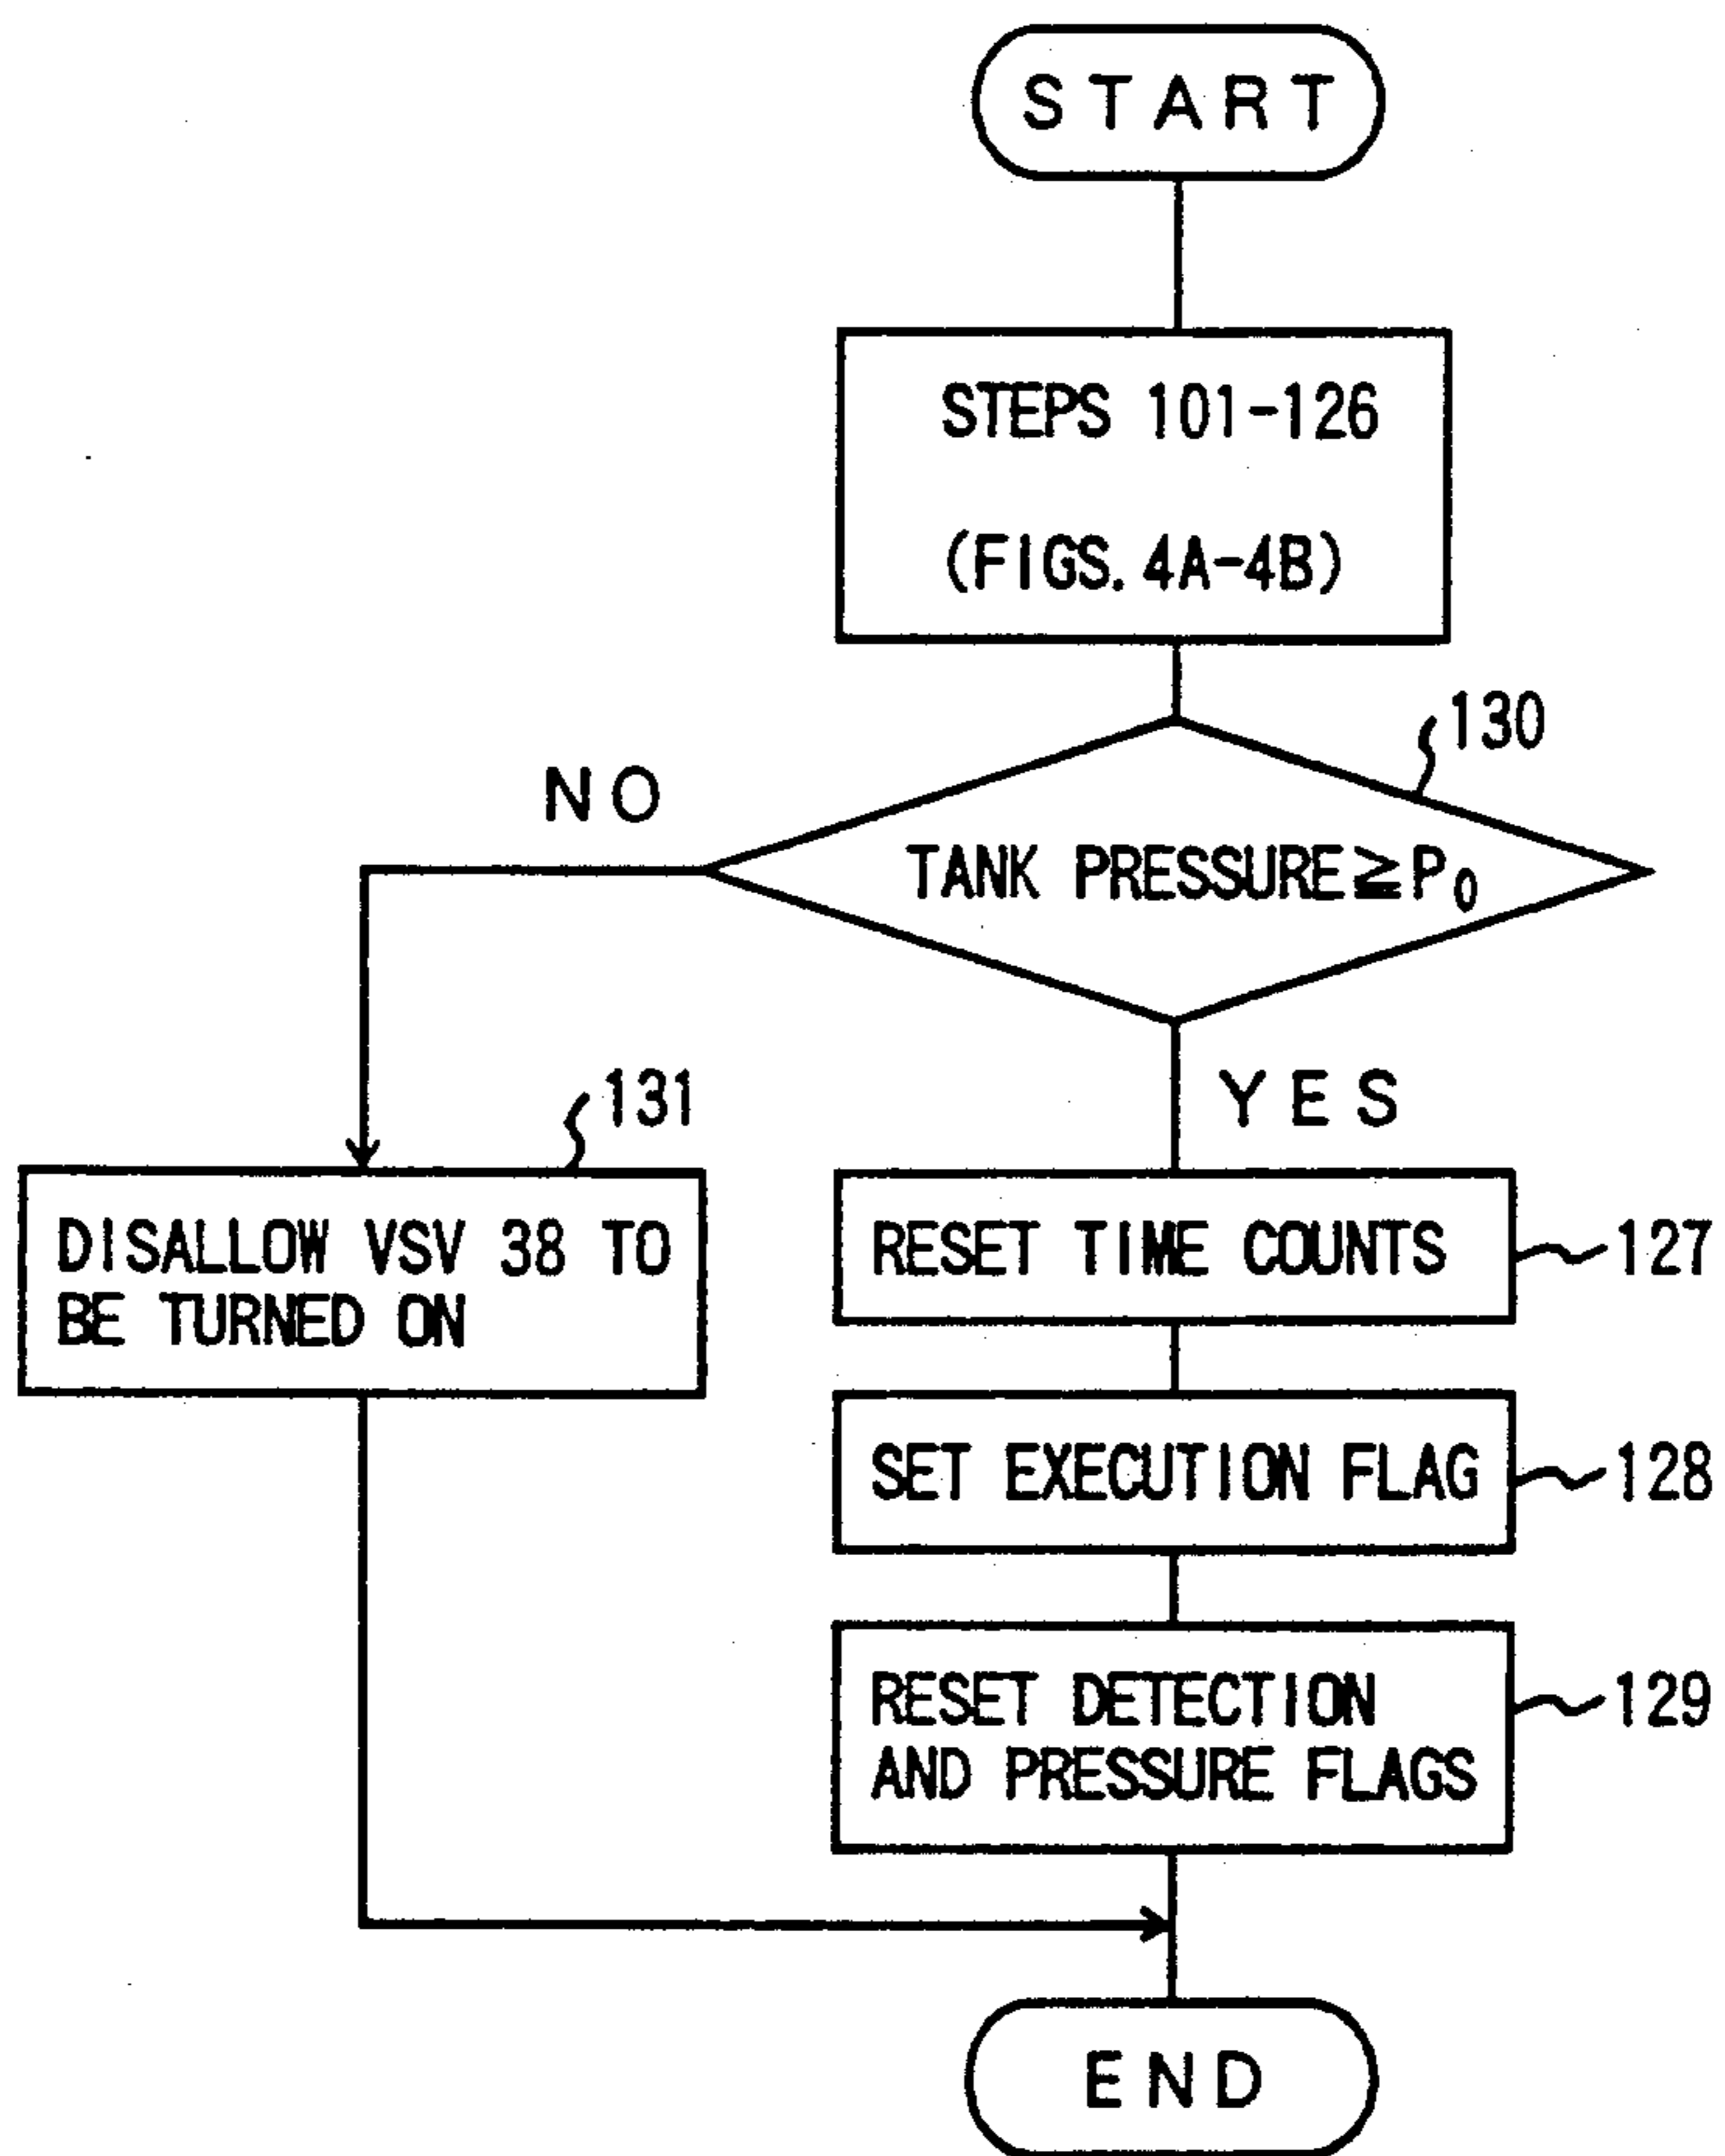 START
STEPS 101-126
(FIGS. 4A-4B)
130
NO
TANK PRESSURE≧P₀
YES
131
DISALLOW VSV 38 TO
BE TURNED ON
RESET TIME COUNTS
127
SET EXECUTION FLAG
128
RESET DETECTION
AND PRESSURE FLAGS
129
END